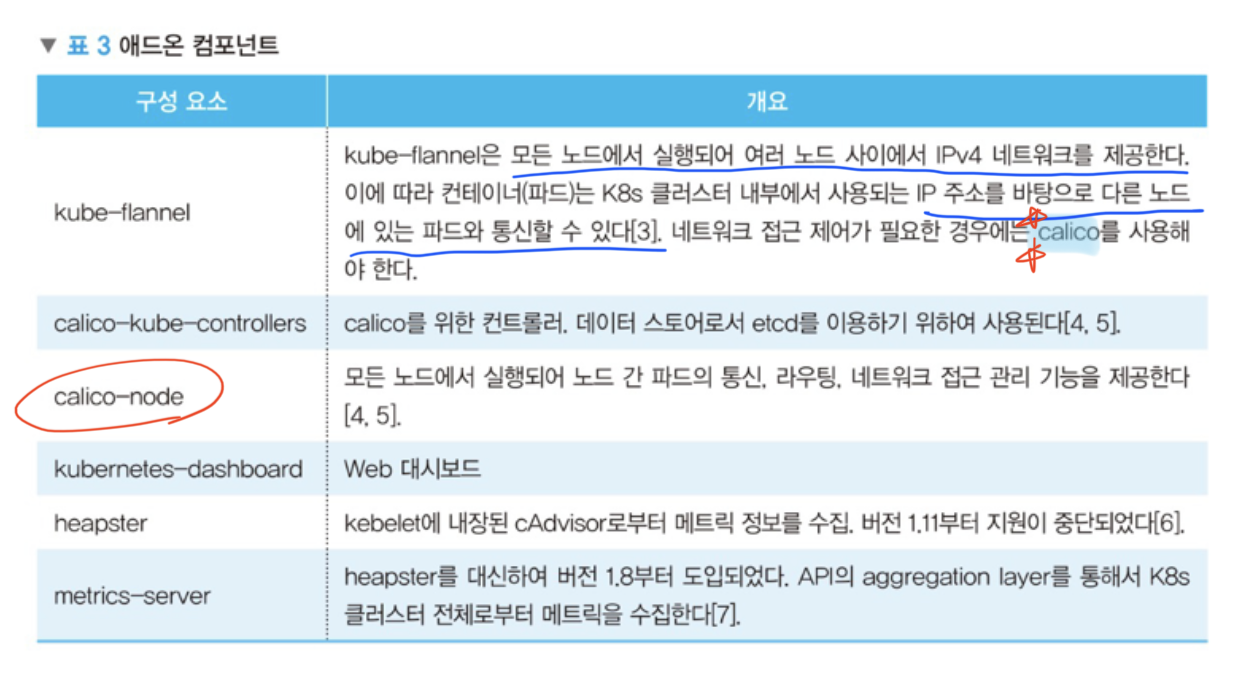 ▼ 표 3 애드온 컴포넌트
구성 요소 개요
kube-flannel은 모든 노드에서 실행되어 여러 노드 사이에서 IPv4 네트워크를 제공한다.
이에 따라 컨테이너(파드)는 K8s 클러스터 내부에서 사용되는 IP 주소를 바탕으로 다른 노드
kube-flannel
에 있는 파드와 통신할 수 있다[3]. 네트워크 접근 제어가 필요한 경우에는 calico를 사용해
야 한다.
calico-kube-controllers calico를 위한 컨트롤러. 데이터 스토어로서 etcd를 이용하기 위하여 사용된다[4, 5].
calico-node
모든 노드에서 실행되어 노드 간 파드의 통신, 라우팅, 네트워크 접근 관리 기능을 제공한다
[4, 5].
kubernetes-dashboard Web 대시보드
heapster kebelet에 내장된 cAdvisor로부터 메트릭 정보를 수집. 버전 1.11부터 지원이 중단되었다[6].
metrics-server
heapster를 대신하여 버전 1.8부터 도입되었다. API의 aggregation layer를 통해서 K8s
클러스터 전체로부터 메트릭을 수집한다[7].